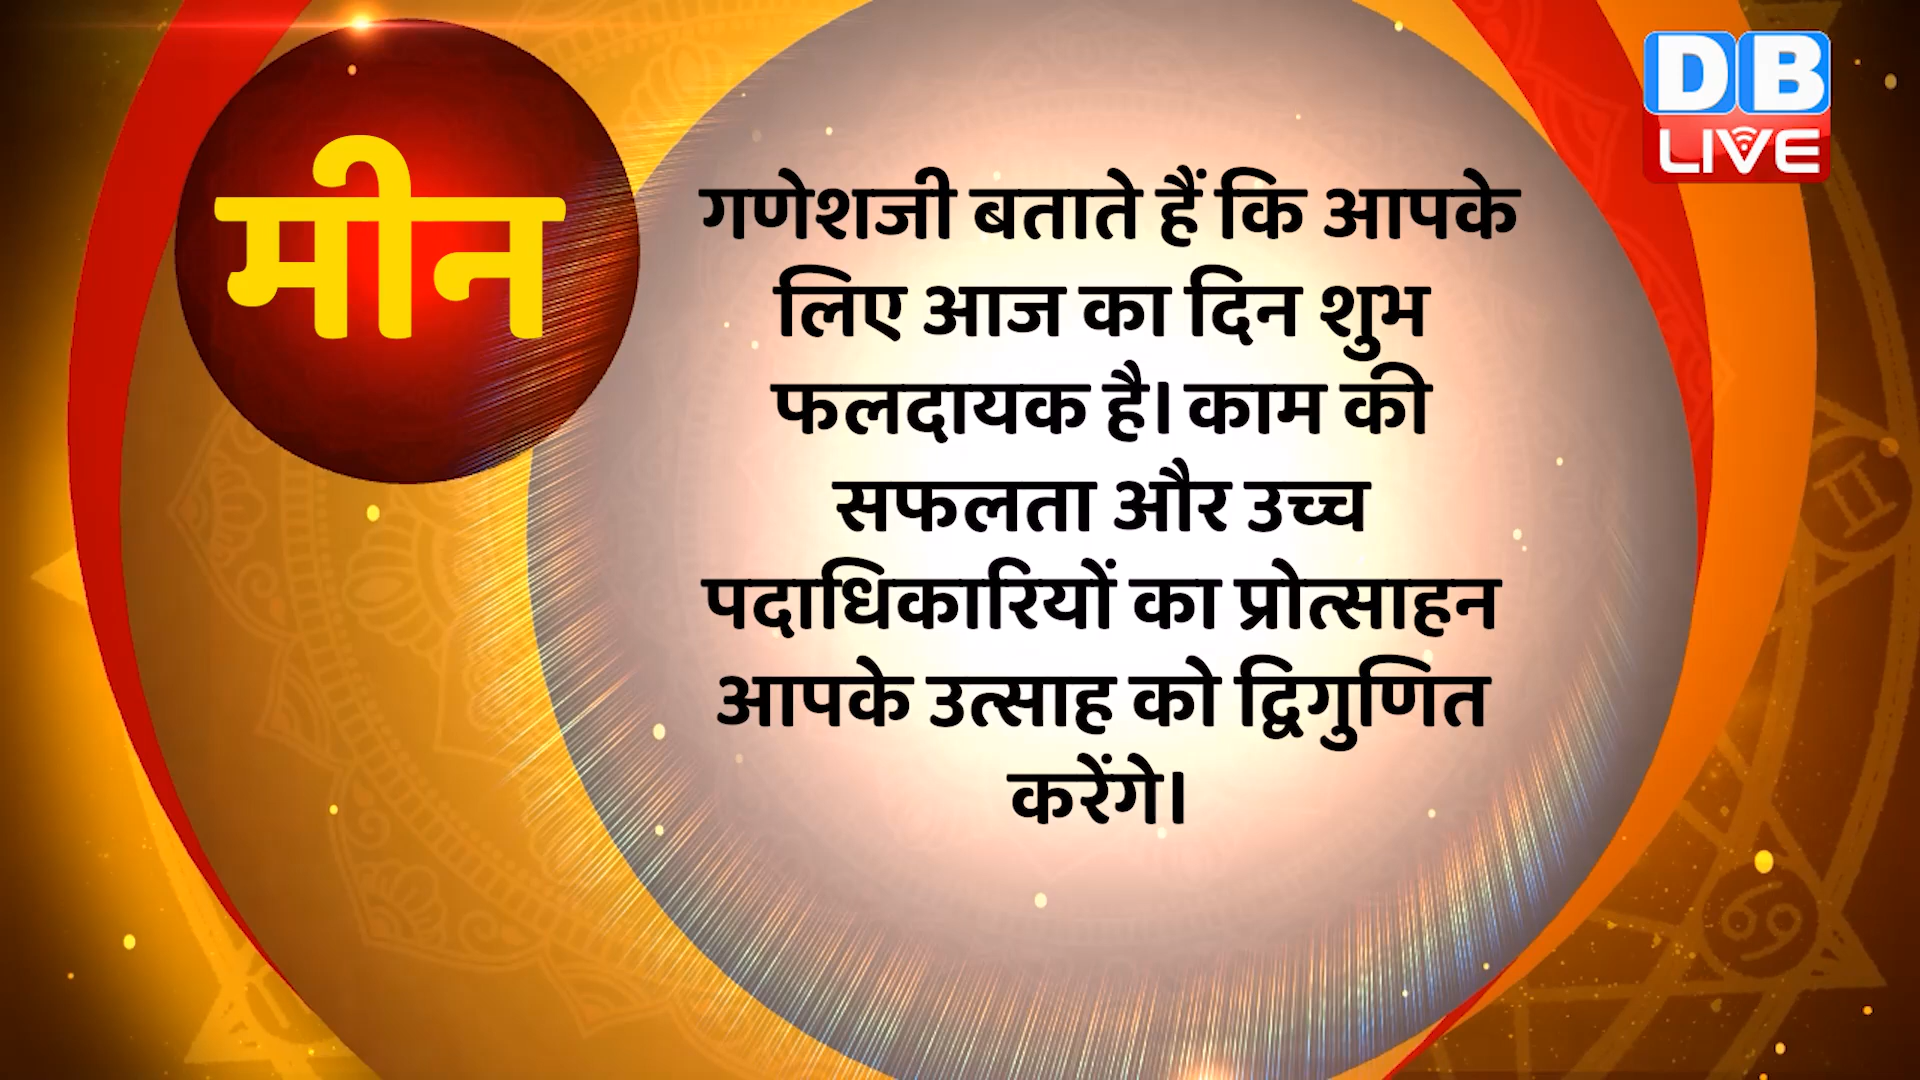 मीन
DB
LIVE
गणेशजी बताते हैं कि आपके
लिए आज का दिन शुभ
फलदायक है। काम की
सफलता और उच्च
पदाधिकारियों का प्रोत्साहन
आपके उत्साह को द्विगुणित
करेंगे।